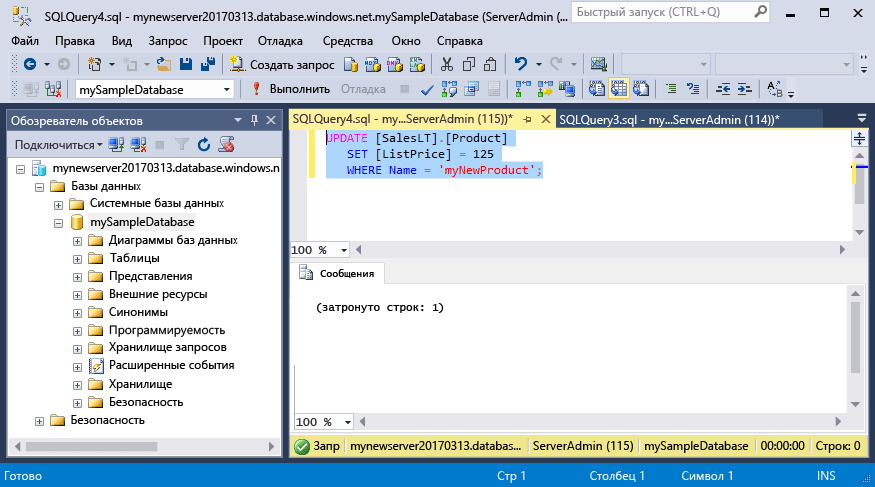 SQLQuery4.sql - mynewserver20170313.database.windows.net.mySampleDatabase (ServerAdmin (...
Быстрый запуск (CTRL+Q)
Файл Правка Вид Запрос Проект Отладка Средства Окно Справка
Создать запрос
mySampleDatabase
Выполнить Отладка
Обозреватель объектов
Подключиться
mynewserver20170313.database.windows.n
Базы данных
Системные базы данных
mySampleDatabase
Диаграммы баз данных
Таблицы
Представления
Внешние ресурсы
Синонимы
Программируемость
Хранилище запросов
Расширенные события
Хранилище
Безопасность
Безопасность
SQLQuery4.sql - my...ServerAdmin (115))* SQLQuery3.sql - my...ServerAdmin (114))*
UPDATE [SalesLT].[Product]
SET [ListPrice] = 125
WHERE Name = 'myNewProduct';
100 %
Сообщения
(затронуто строк: 1)
100 %
Запр mynewserver20170313.databas... ServerAdmin (115) mySampleDatabase 00:00:00 Строк: 0
Готово Стр 1 Столбец 1 Символ 1 INS